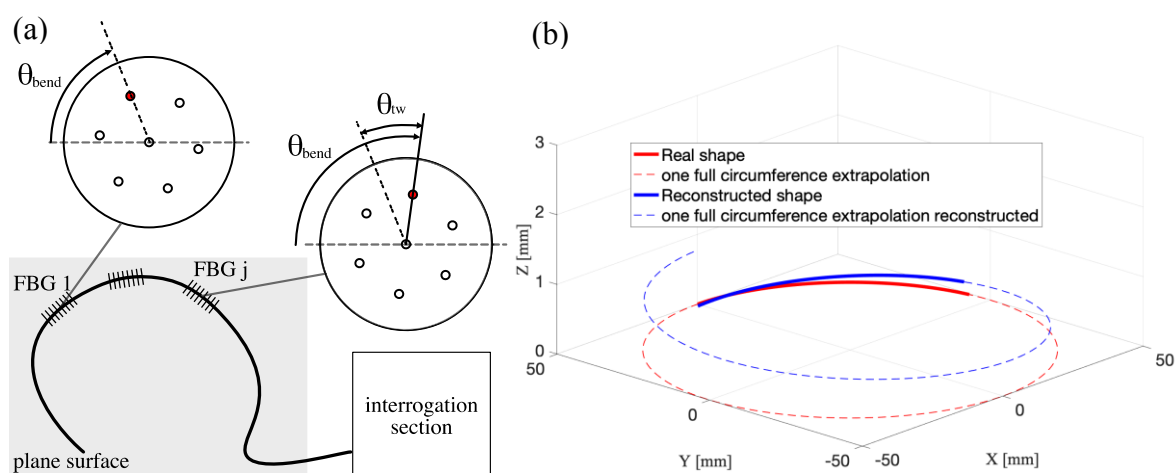 (a)
θbend
θtw
θbend
FBG 1
FBG j
interrogation
section
plane surface
(b)
3
2
1
0
Z [mm]
Real shape
one full circumference extrapolation
Reconstructed shape
one full circumference extrapolation reconstructed
50
0
-50
Y [mm]
-50
0
50
X [mm]